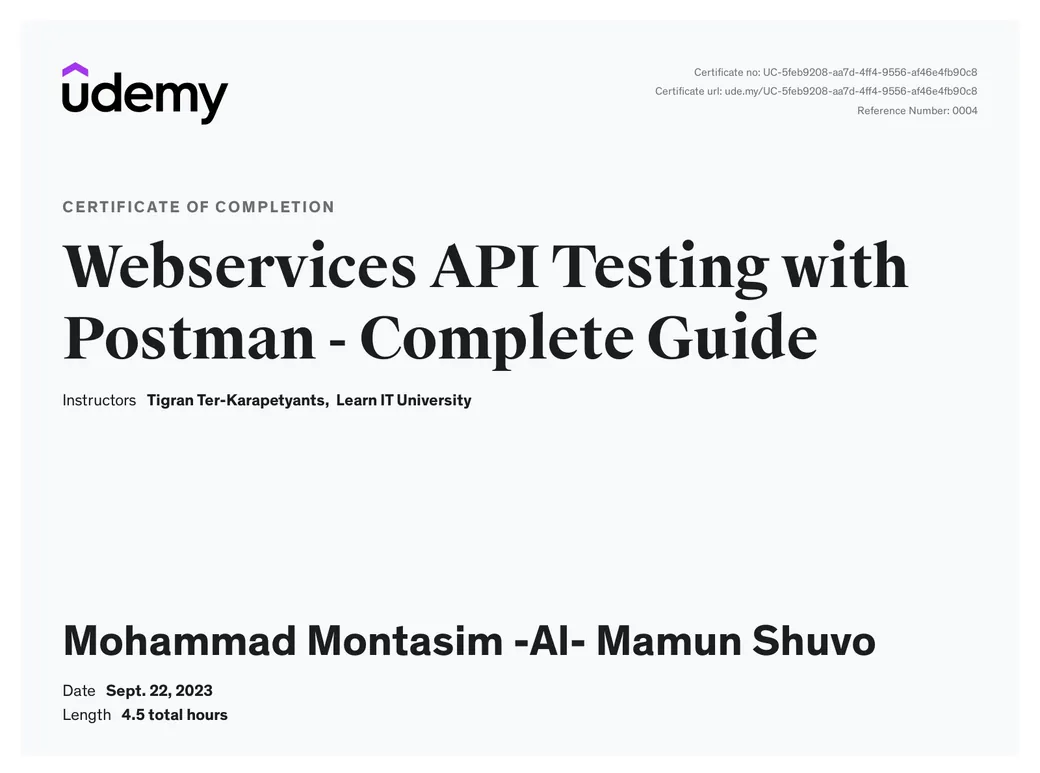 udemy
Certificate no: UC-5feb9208-aa7d-4ff4-9556-af46e4fb90c8
Certificate url: ude.my/UC-5feb9208-aa7d-4ff4-9556-af46e4fb90c8
Reference Number: 0004
CERTIFICATE OF COMPLETION
Webservices API Testing with
Postman - Complete Guide
Instructors Tigran Ter-Karapetyants, Learn IT University
Mohammad Montasim -Al- Mamun Shuvo
Date Sept. 22, 2023
Length 4.5 total hours